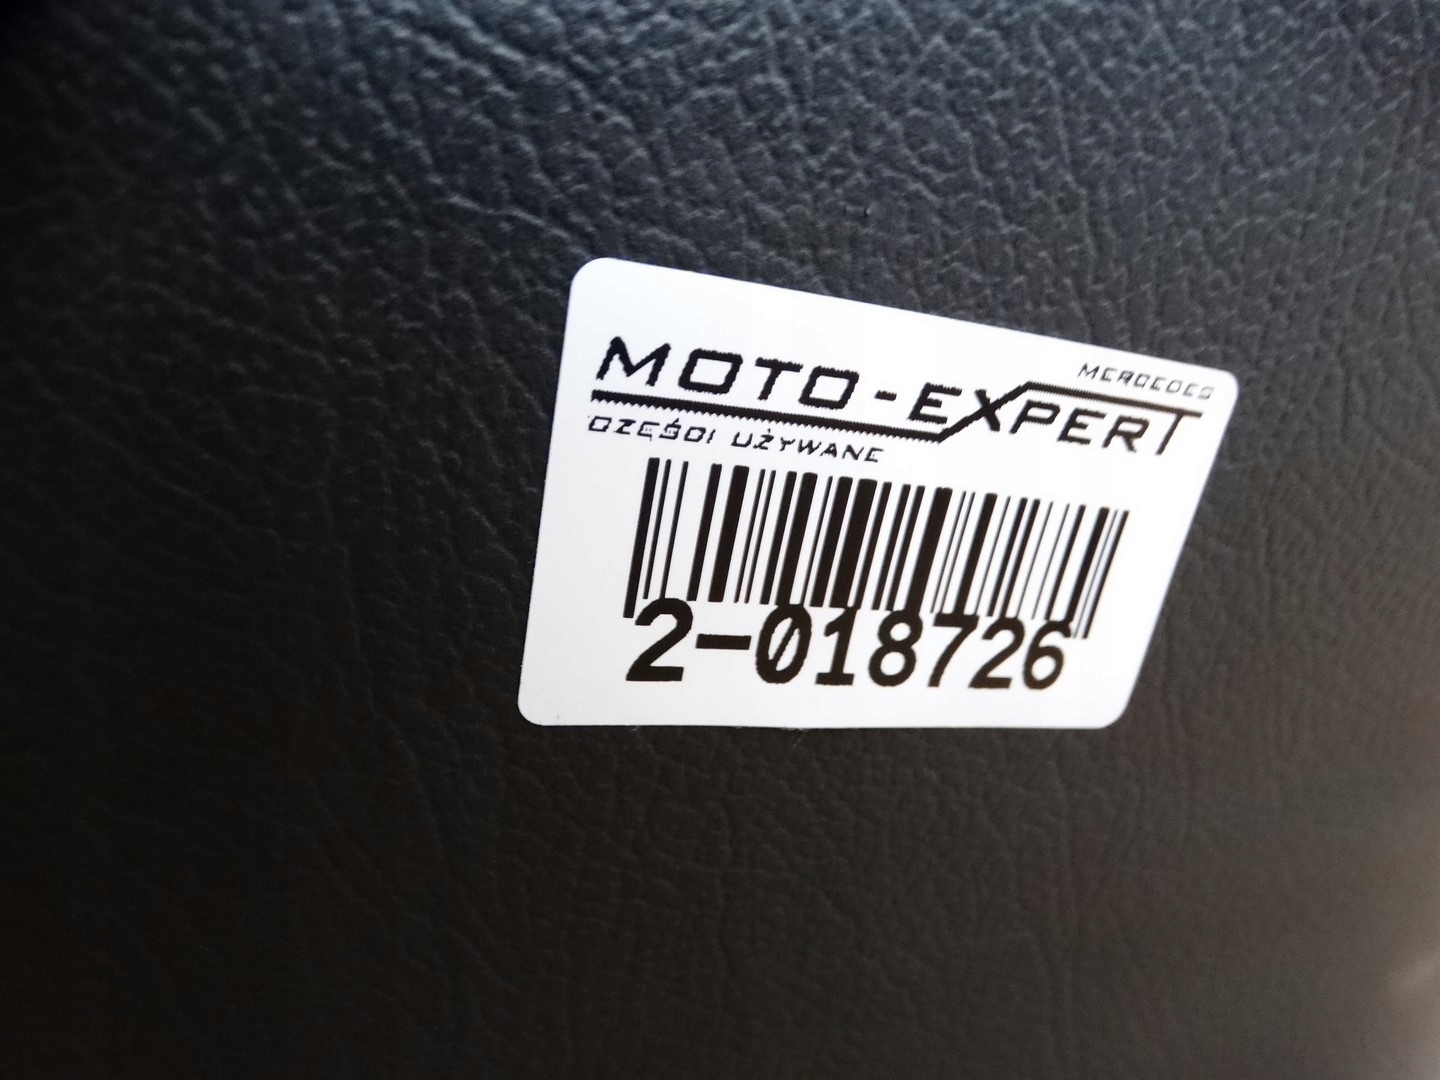 MERCEDES
MOTO-EXPERT
CZĘŚCI UŻYWANE
2-018726